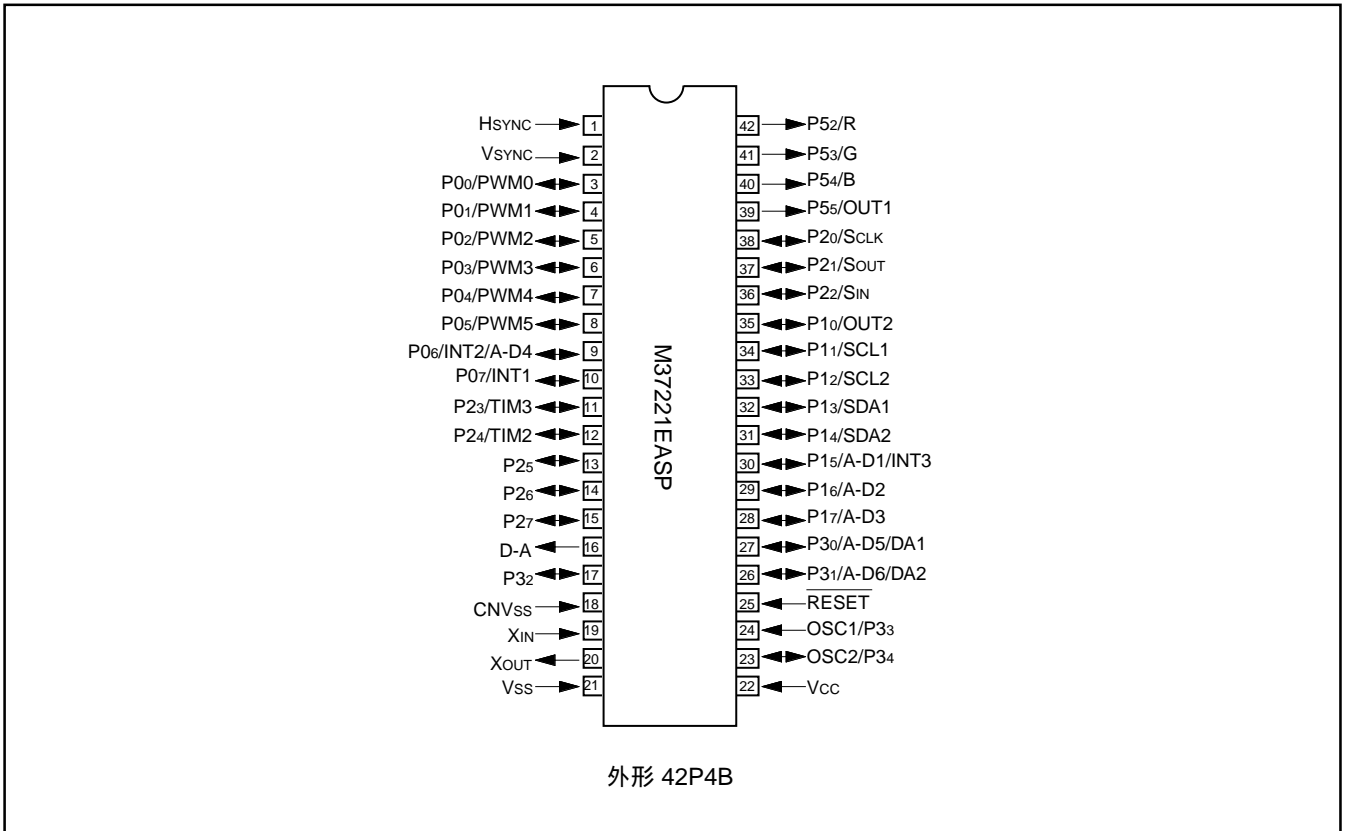 HSYNC 1 42 P52/R
VSYNC 2 41 P53/G
P00/PWM0 3 40 P54/B
P01/PWM1 4 39 P55/OUT1
P02/PWM2 5 38 P20/SCLK
P03/PWM3 6 37 P21/SOUT
P04/PWM4 7 36 P22/SIN
P05/PWM5 8 35 P10/OUT2
P06/INT2/A-D4 9 34 P11/SCL1
P07/INT1 10 33 P12/SCL2
P23/TIM3 11 32 P13/SDA1
P24/TIM2 12 31 P14/SDA2
P25 13 30 P15/A-D1/INT3
P26 14 29 P16/A-D2
P27 15 28 P17/A-D3
D-A 16 27 P30/A-D5/DA1
P32 17 26 P31/A-D6/DA2
CNVSS 18 25 RESET
XIN 19 24 OSC1/P33
XOUT 20 23 OSC2/P34
VSS 21 22 VCC
M37221EASP
外形 42P4B